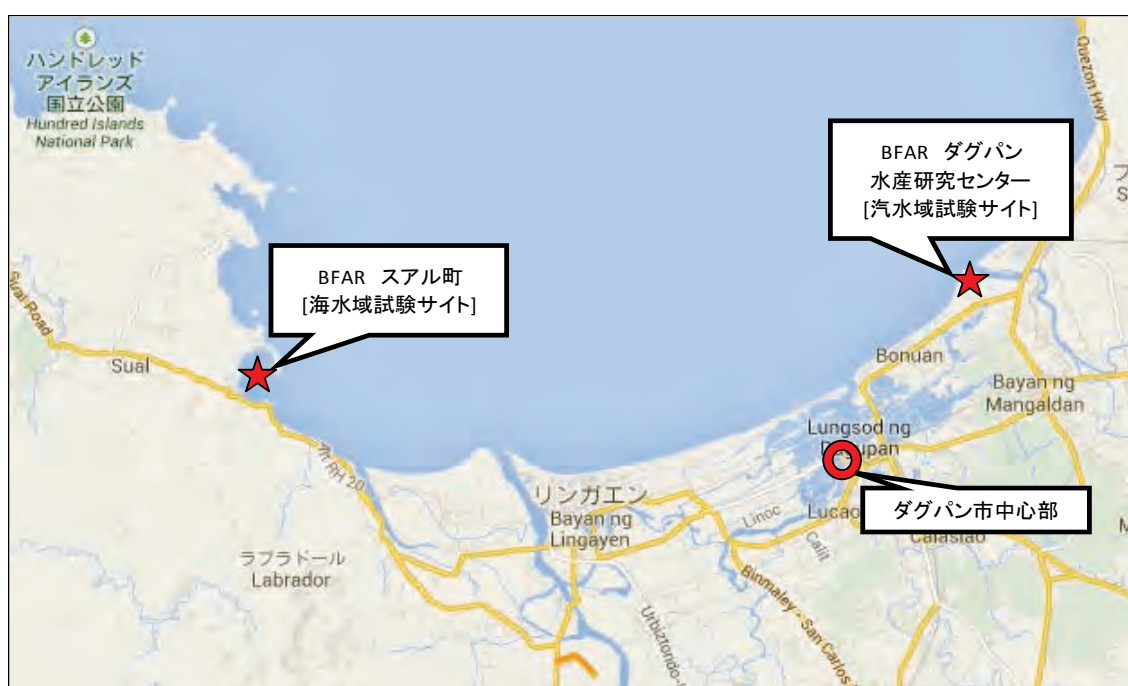 ハンドレッド
アイランズ
国立公園
Hundred Islands
National Park
Quezon Hwy
BFAR ダグパン
水産研究センター
[汽水域試験サイト]
BFAR スアル町
[海水域試験サイト]
Sual Road
Sual
Bonuan
Bayan ng
Mangaldan
Lungsod ng
ダグパン市中心部
リンガエン
Bayan ng
Lingayen
Linoc
Calit
ラブラドール
Labrador
Binmaley - San Carlos